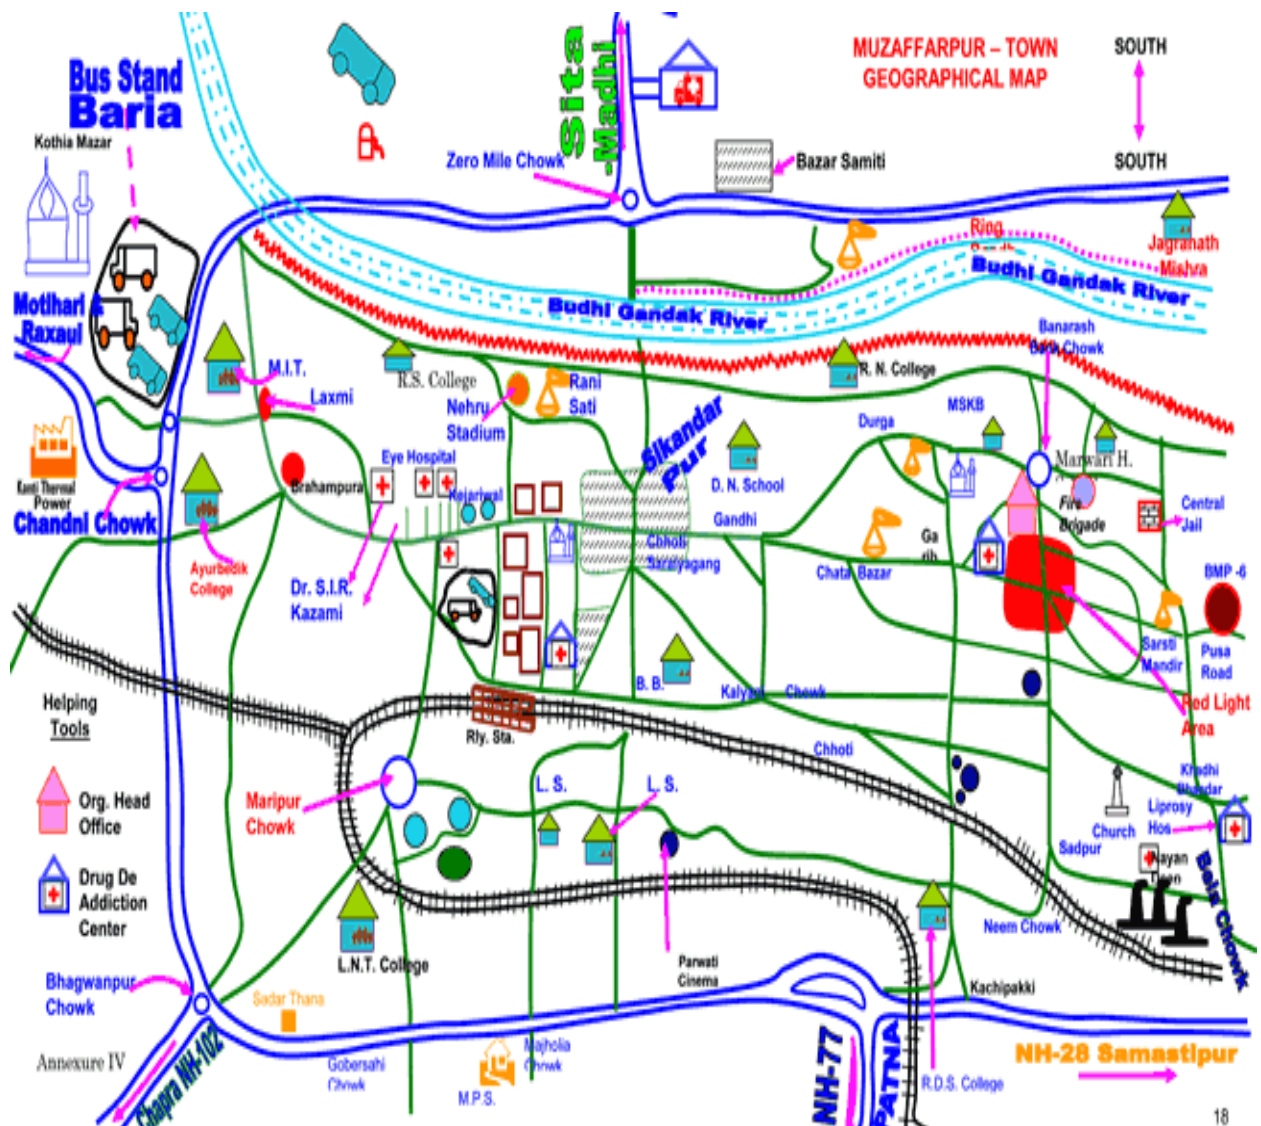 MUZAFFARPUR – TOWN
GEOGRAPHICAL MAP
SOUTH
SOUTH
Bus Stand
Baria
Kothia Mazar
Sita
-Madhi
Zero Mile Chowk
Bazar Samiti
Ring
Jagranath
Mishra
Budhi Gandak River
Budhi Gandak River
Motihari &
Raxaul
Banarash
Chowk
M.I.T.
Laxmi
R.S. College
Nehru
Stadium
Rani
Sati
R. N. College
MSKB
Durga
Sikandar
Pur
Kanti Thermal
Power
Chandni Chowk
Brahampura
Eye Hospital
Kejariwal
D. N. School
Gandhi
Marwari H.
Fire
Brigade
Central
Jail
Ga
rib
Chhoti
Saraiyagang
Chata Bazar
BMP -6
Ayurbedik
College
Dr. S.I.R.
Kazami
Sarsti
Mandir
Pusa
Road
Red Light
Area
B. B.
Kalyani Chowk
Helping
Tools
Rly. Sta.
Chhoti
L. S.
L. S.
Maripur
Chowk
Org. Head
Office
Khadhi
Bhandar
Liprosy
Hos
Church
Sadpur
Nayan
Bela Chowk
Drug De
Addiction
Center
L.N.T. College
Neem Chowk
Parwati
Cinema
Bhagwanpur
Chowk
Sadar Thana
Kachipakki
Annexure IV
Chapra NH-102
Gobersahi
Chowk
Majholia
Chowk
M.P.S.
NH-77
PATNA
R.D.S. College
NH-28 Samastipur
18